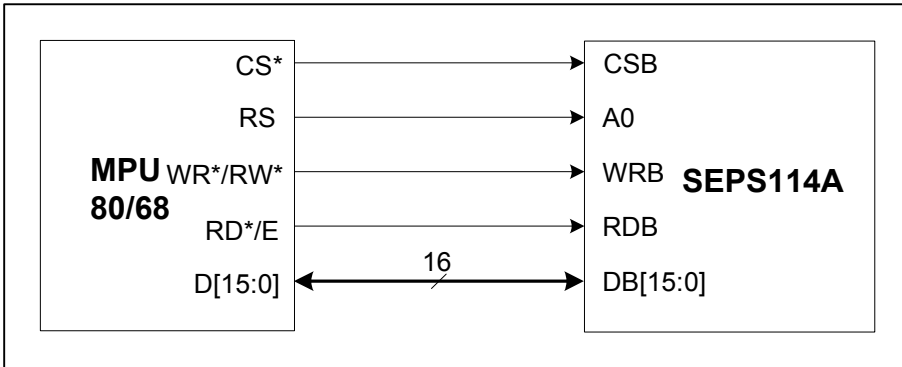 CS* CSB
RS A0
MPU WR*/RW* WRB SEPS114A
80/68
RD*/E RDB
16
D[15:0] DB[15:0]